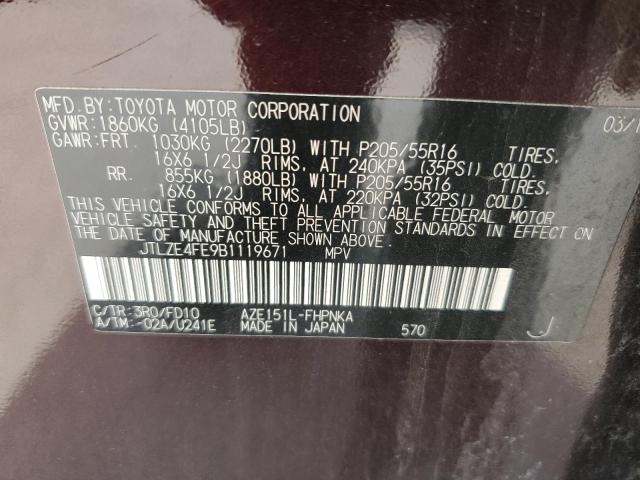 MFD.BY:TOYOTA MOTOR CORPORATION 03/1
GVWR:1860KG (4105LB)
GAWR:FRT. 1030KG (2270LB) WITH P205/55R16 TIRES.
16X6 1/2J RIMS, AT 240KPA (35PSI) COLD.
RR. 855KG (1880LB) WITH P205/55R16 TIRES.
16X6 1/2J RIMS, AT 220KPA (32PSI) COLD.
THIS VEHICLE CONFORMS TO ALL APPLICABLE FEDERAL MOTOR
VEHICLE SAFETY AND THEFT PREVENTION STANDARDS IN EFFECT ON
THE DATE OF MANUFACTURE SHOWN ABOVE.
JTLZE4FE9B1119671 MPV
C/TR:3R0/FD10 AZE151L-FHPNKA
A/TM:-02A/U241E MADE IN JAPAN 570 J